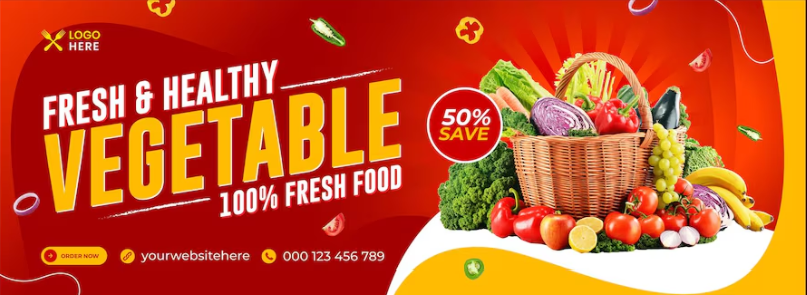 LOGO
HERE
FRESH & HEALTHY
VEGETABLE
100% FRESH FOOD
50%
SAVE
ORDER NOW
yourwebsitehere
000 123 456 789